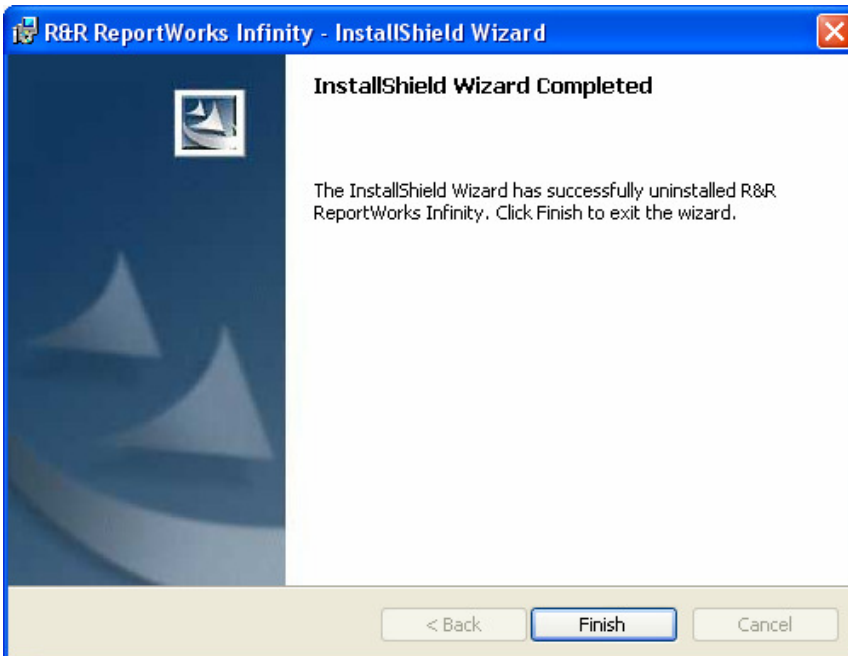 R&R ReportWorks Infinity - InstallShield Wizard
InstallShield Wizard Completed
The InstallShield Wizard has successfully uninstalled R&R
ReportWorks Infinity. Click Finish to exit the wizard.
< Back Finish Cancel